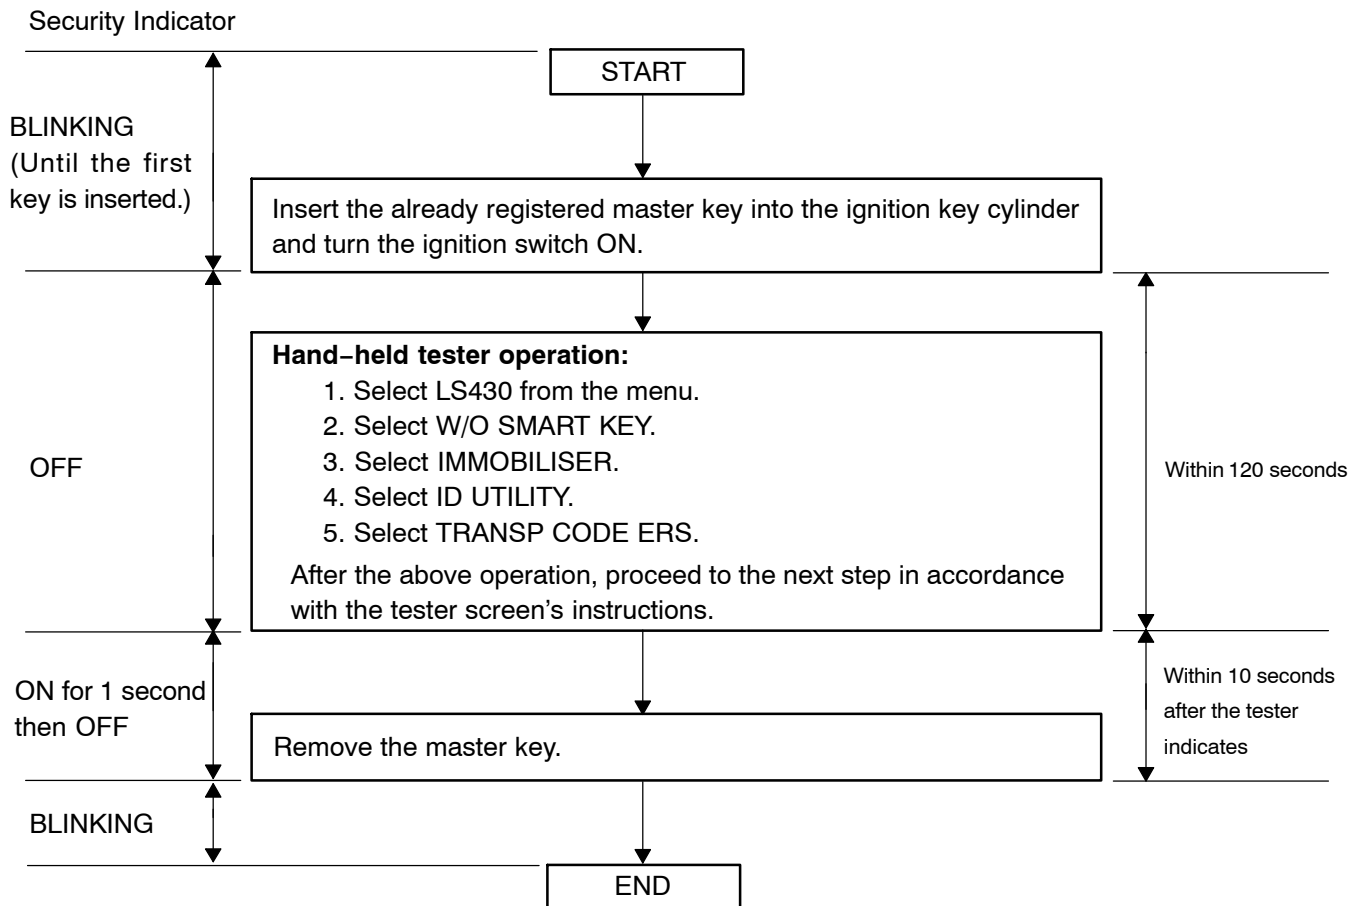 Security Indicator
START
BLINKING
(Until the first
key is inserted.)
Insert the already registered master key into the ignition key cylinder
and turn the ignition switch ON.
Hand−held tester operation:
1. Select LS430 from the menu.
2. Select W/O SMART KEY.
3. Select IMMOBILISER.
4. Select ID UTILITY.
5. Select TRANSP CODE ERS.
After the above operation, proceed to the next step in accordance
with the tester screen's instructions.
OFF
Within 120 seconds
ON for 1 second
then OFF
Remove the master key.
Within 10 seconds
after the tester
indicates
BLINKING
END